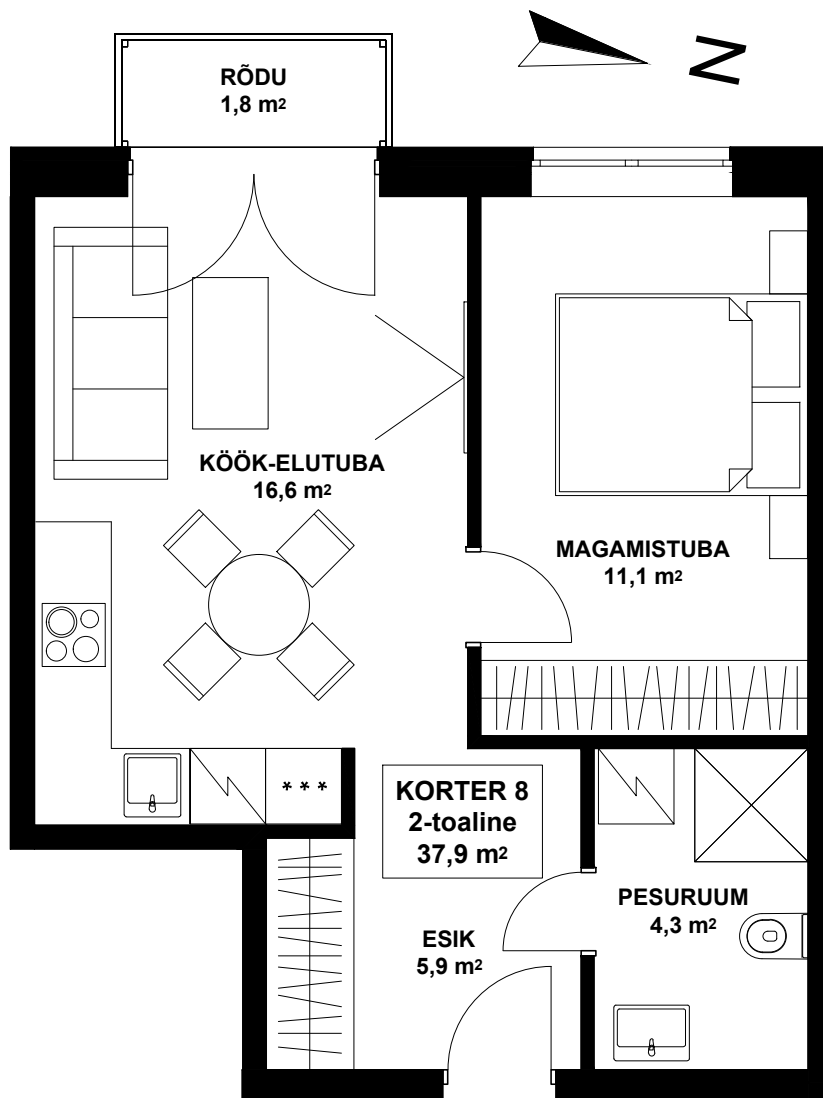 RÕDU
1,8 m²
N
KÖÖK-ELUTUBA
16,6 m²
MAGAMISTUBA
11,1 m²
***
KORTER 8
2-toaline
37,9 m²
PESURUUM
4,3 m²
ESIK
5,9 m²